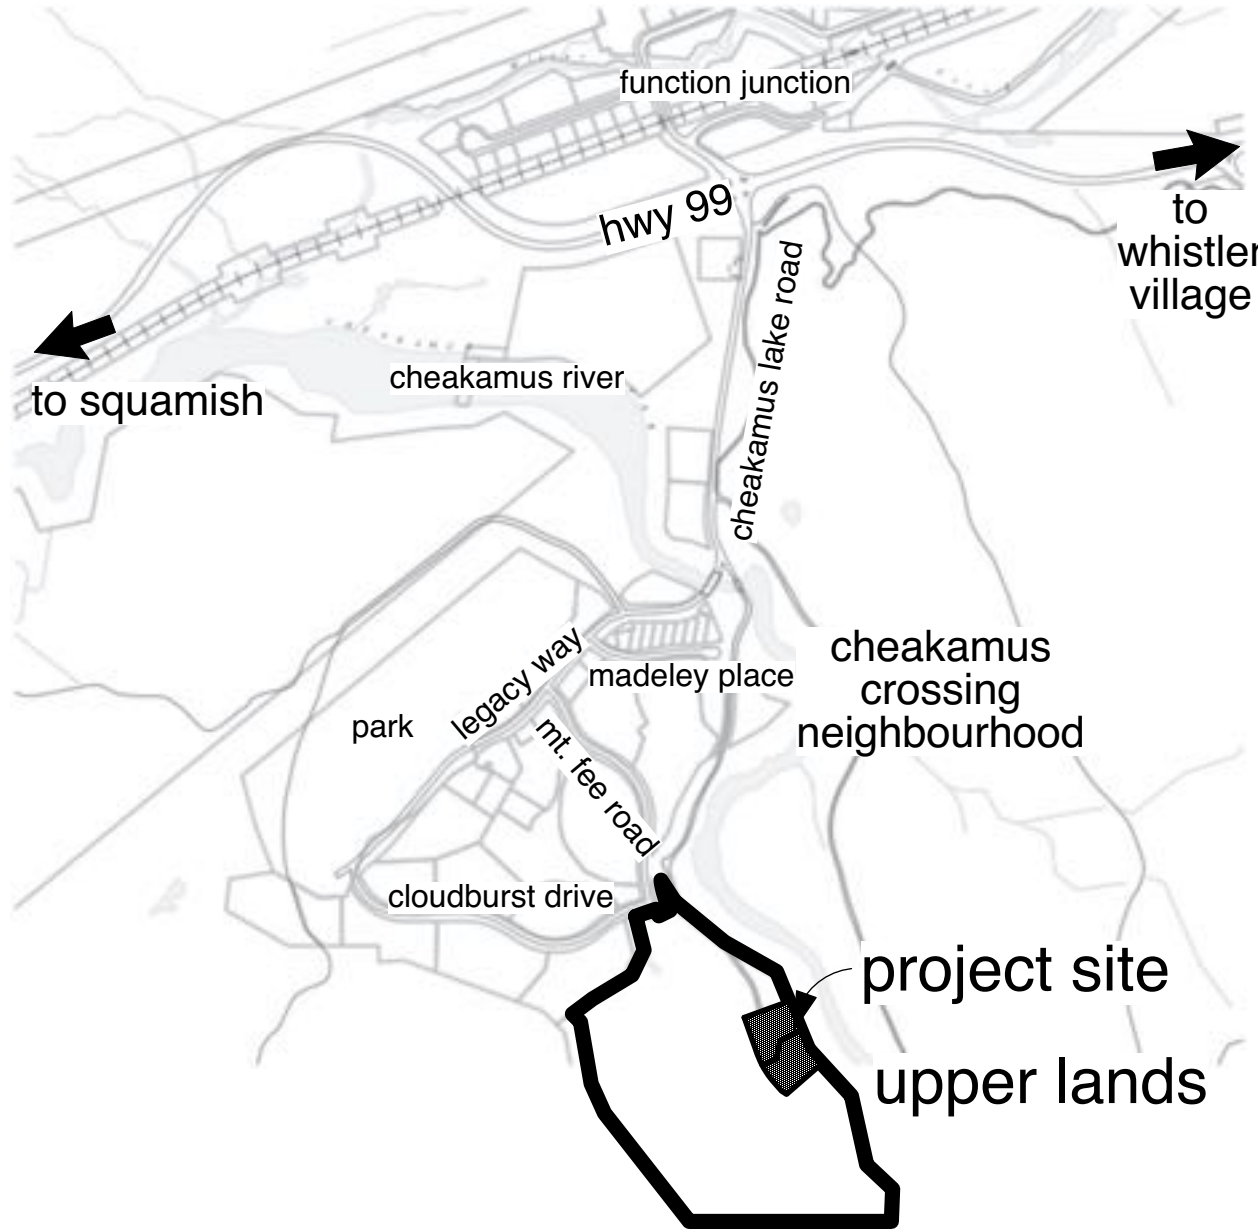 function junction
hwy 99
to
whistler
village
cheakamus lake road
cheakamus river
to squamish
cheakamus
crossing
neighbourhood
legacy way
madeley place
park
mt. fee road
cloudburst drive
project site
upper lands